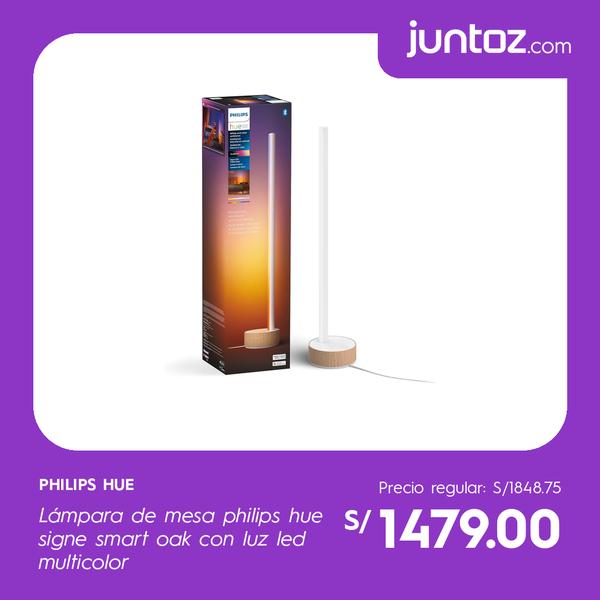 juntoz.com
PHILIPS
hue
PHILIPS HUE
Lámpara de mesa philips hue
signe smart oak con luz led
multicolor
Precio regular: S/1848.75
S/1479.00